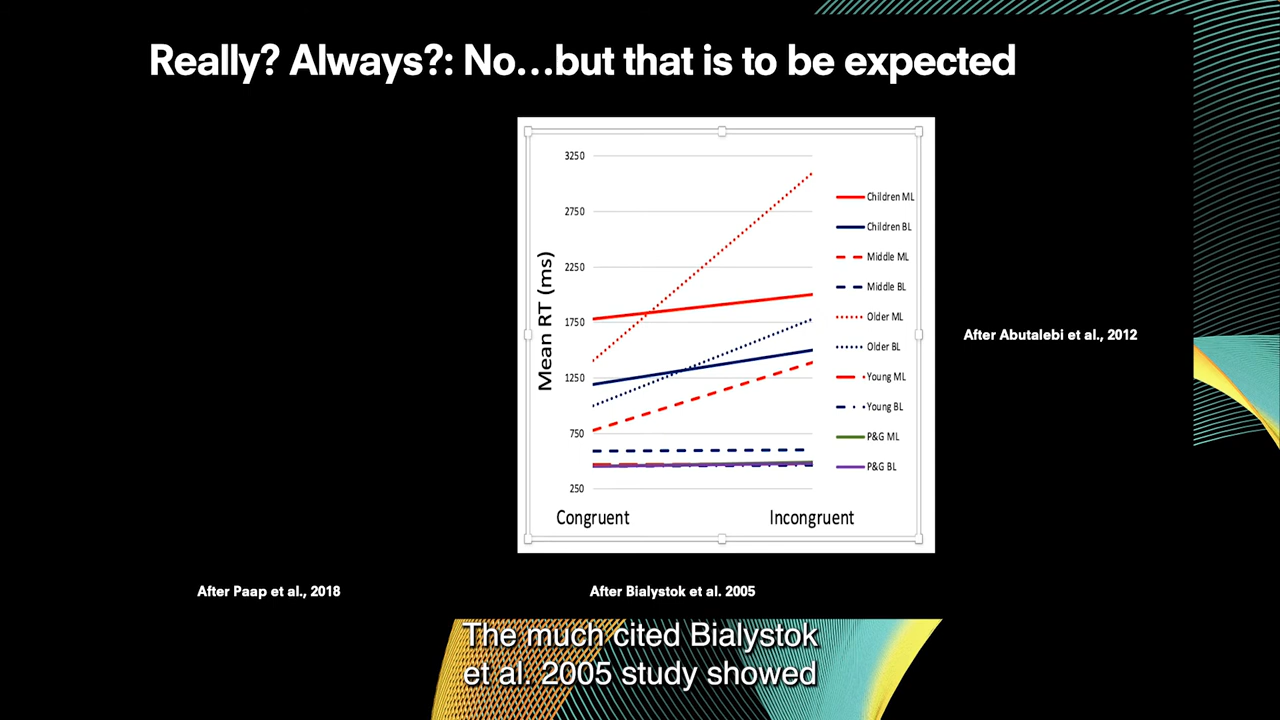 Really? Always?: No...but that is to be expected
3250
2750
2250
1750
1250
750
250
Mean RT (ms)
Congruent
Incongruent
Children ML
Children BL
Middle ML
Middle BL
Older ML
Older BL
Young ML
Young BL
P&G ML
P&G BL
After Abutalebi et al., 2012
After Paap et al., 2018
After Bialystok et al. 2005
The much cited Bialystok
et al. 2005 study showed